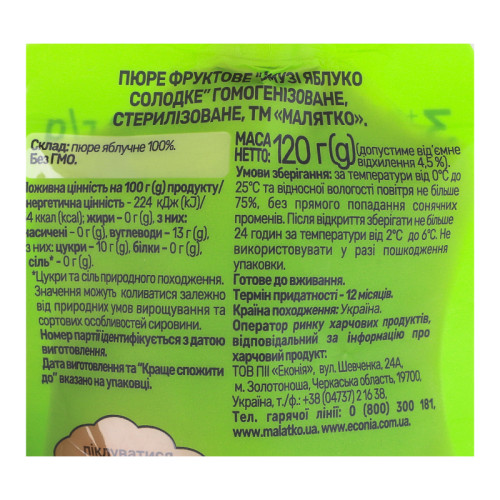 ПЮРЕ ФРУКТОВЕ "ФУЗІ ЯБЛУКО
СОЛОДКЕ" ГОМОГЕНІЗОВАНЕ,
СТЕРИЛІЗОВАНЕ, ТМ «МАЛЯТКО».
Склад: пюре яблучне 100%.
Без ГМО.
Поживна цінність на 100 г (g) продукту/
енергетична цінність - 224 кДж (kJ)/
4 ккал (kcal); жири - 0 г (g), з них:
насичені - 0 г (g), вуглеводи - 13 г (g),
з них: цукри - 10 г (g), білки - 0 г (g),
сіль* - 0 г (g).
*Цукри та сіль природного походження.
Значення можуть коливатися залежно
від природних умов вирощування та
сортових особливостей сировини.
Номер партії ідентифікується з датою
виготовлення.
Дата виготовлення та "Краще спожити
до" вказано на упаковці.
піклуватися
МАСА
НЕТТО: 120 г (g) (допустиме від'ємне
відхилення 4,5%).
Умови зберігання: за температури від 0°С до
25°С та відносної вологості повітря не більше
75%, без прямого попадання сонячних
променів. Після відкриття зберігати не більше
24 годин за температури від 2°С до 6°С. Не
використовувати у разі пошкодження
упаковки.
Готове до вживання.
Термін придатності - 12 місяців.
Країна походження: Україна.
Оператор ринку харчових продуктів,
відповідальний за інформацію про
харчовий продукт:
ТОВ ПІІ «Еконія», вул. Шевченка, 24А,
м. Золотоноша, Черкаська область, 19700,
Україна, т./ф.: +38 (04737) 2 16 38.
Тел. гарячої лінії: 0 (800) 300 181,
www.malatko.ua, www.econia.com.ua.